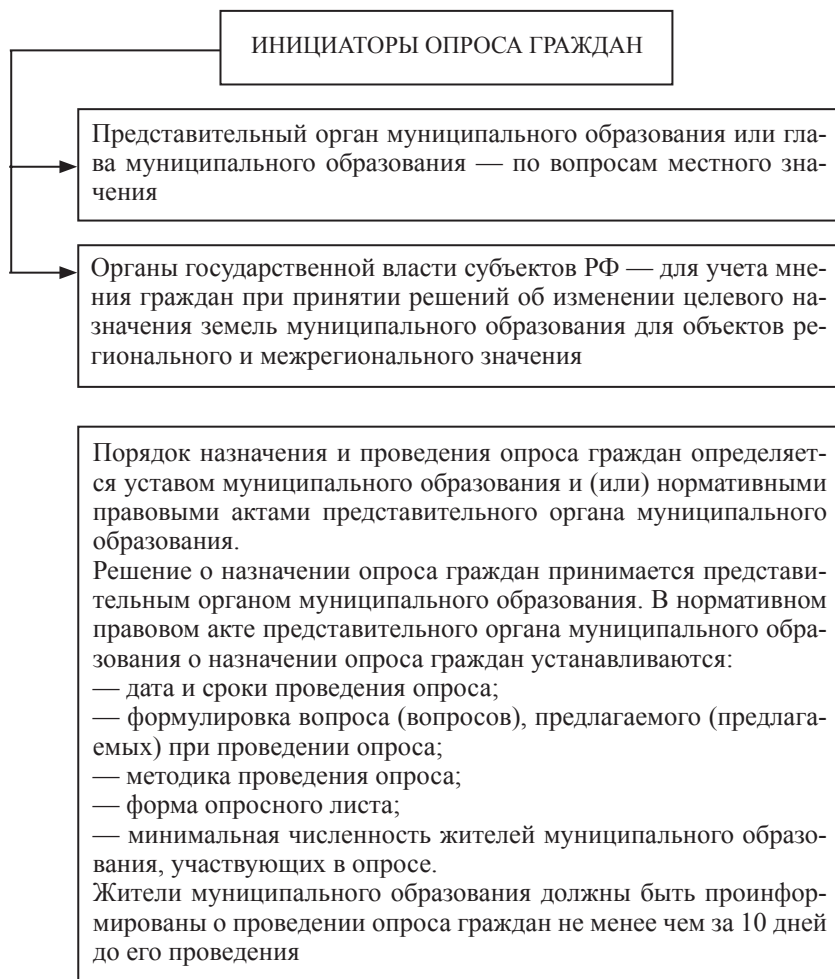 ИНИЦИАТОРЫ ОПРОСА ГРАЖДАН
Представительный орган муниципального образования или гла-
ва муниципального образования — по вопросам местного зна-
чения
Органы государственной власти субъектов РФ — для учета мне-
ния граждан при принятии решений об изменении целевого на-
значения земель муниципального образования для объектов ре-
гионального и межрегионального значения
Порядок назначения и проведения опроса граждан определяет-
ся уставом муниципального образования и (или) нормативными
правовыми актами представительного органа муниципального
образования.
Решение о назначении опроса граждан принимается представи-
тельным органом муниципального образования. В нормативном
правовом акте представительного органа муниципального обра-
зования о назначении опроса граждан устанавливаются:
— дата и сроки проведения опроса;
— формулировка вопроса (вопросов), предлагаемого (предлага-
емых) при проведении опроса;
— методика проведения опроса;
— форма опросного листа;
— минимальная численность жителей муниципального образо-
вания, участвующих в опросе.
Жители муниципального образования должны быть проинфор-
мированы о проведении опроса граждан не менее чем за 10 дней
до его проведения